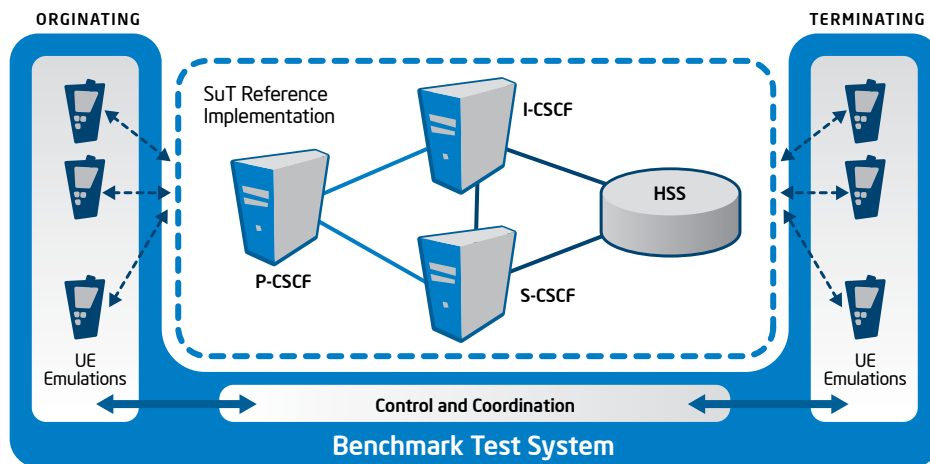 ORGINATING
TERMINATING
SuT Reference
Implementation
I-CSCF
HSS
P-CSCF
S-CSCF
UE
Emulations
UE
Emulations
Control and Coordination
Benchmark Test System